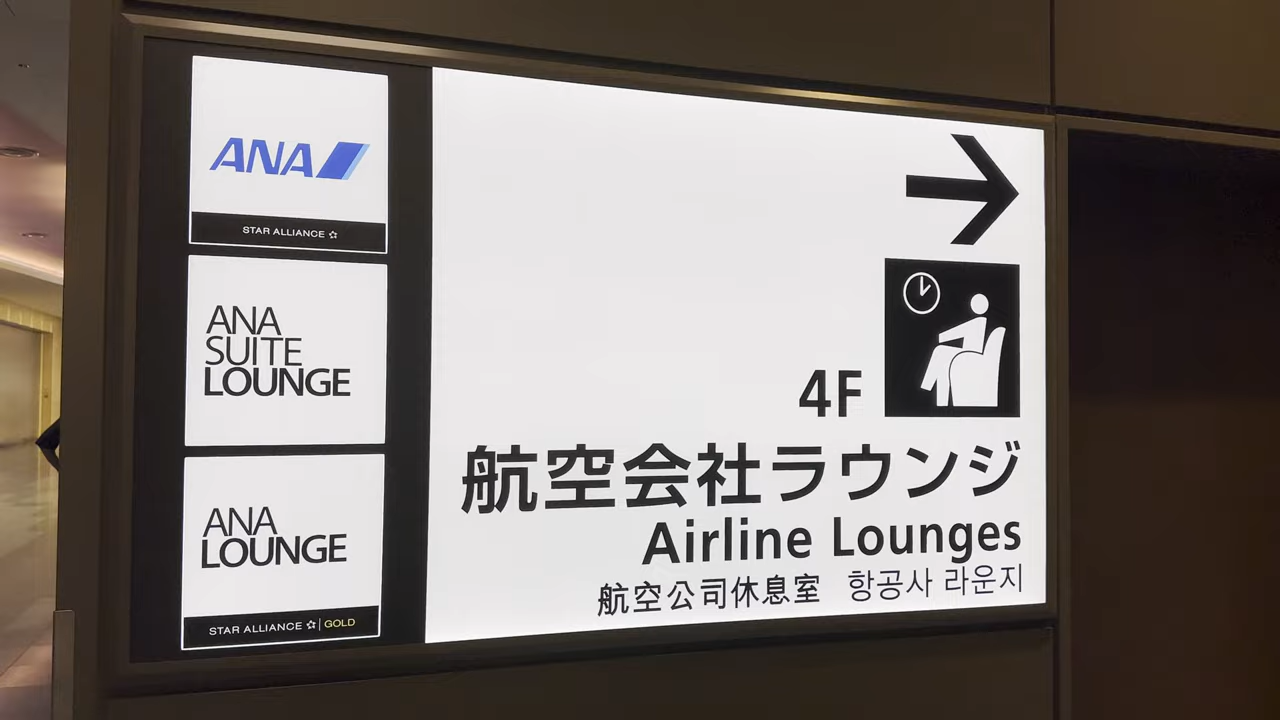 ANA
STAR ALLIANCE
ANA
SUITE
LOUNGE
ANA
LOUNGE
STAR ALLIANCE | GOLD
4F
航空会社ラウンジ
Airline Lounges
航空公司休息室 항공사 라운지